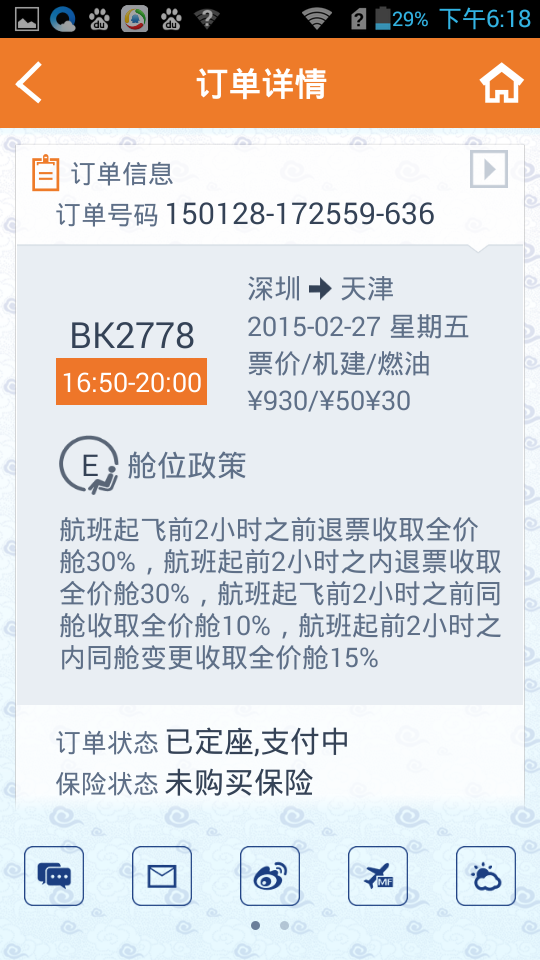 29% 下午6:18
订单详情
订单信息
订单号码 150128-172559-636
深圳 天津
BK2778
2015-02-27 星期五
16:50-20:00
票价/机建/燃油
¥930/¥50¥30
E 舱位政策
航班起飞前2小时之前退票收取全价
舱30%，航班起前2小时之内退票收取
全价舱30%，航班起飞前2小时之前同
舱收取全价舱10%，航班起前2小时之
内同舱变更收取全价舱15%
订单状态 已定座,支付中
保险状态 未购买保险
MF